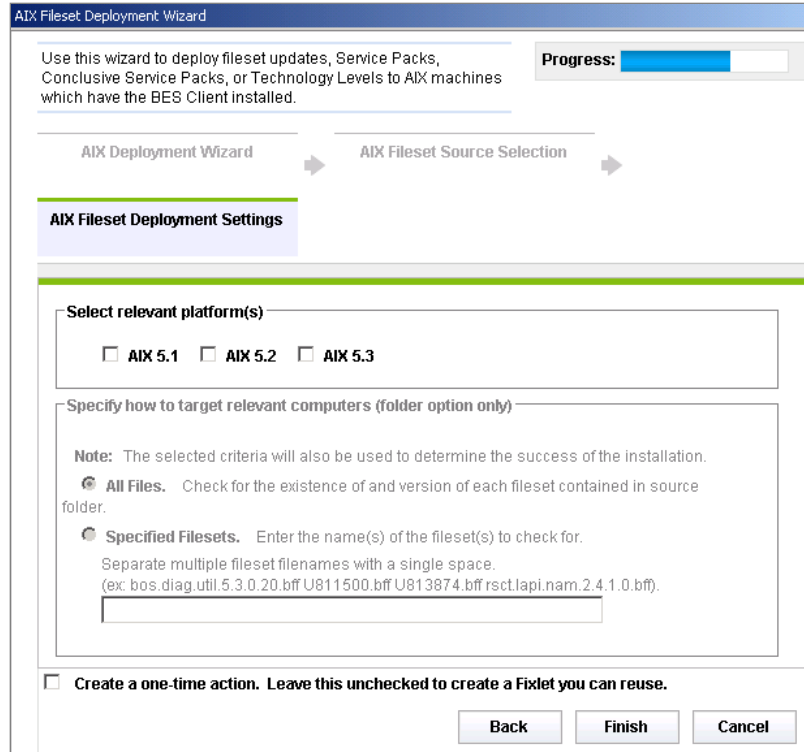 AIX Fileset Deployment Wizard
Use this wizard to deploy fileset updates, Service Packs,
Conclusive Service Packs, or Technology Levels to AIX machines
which have the BES Client installed.
Progress:
AIX Deployment Wizard
AIX Fileset Source Selection
AIX Fileset Deployment Settings
Select relevant platform(s)
AIX 5.1 AIX 5.2 AIX 5.3
Specify how to target relevant computers (folder option only)
Note: The selected criteria will also be used to determine the success of the installation.
All Files. Check for the existence of and version of each fileset contained in source
folder.
Specified Filesets. Enter the name(s) of the fileset(s) to check for.
Separate multiple fileset filenames with a single space.
(ex: bos.diag.util.5.3.0.20.bff U811500.bff U813874.bff rsct.lapi.nam.2.4.1.0.bff).
Create a one-time action. Leave this unchecked to create a Fixlet you can reuse.
Back Finish Cancel